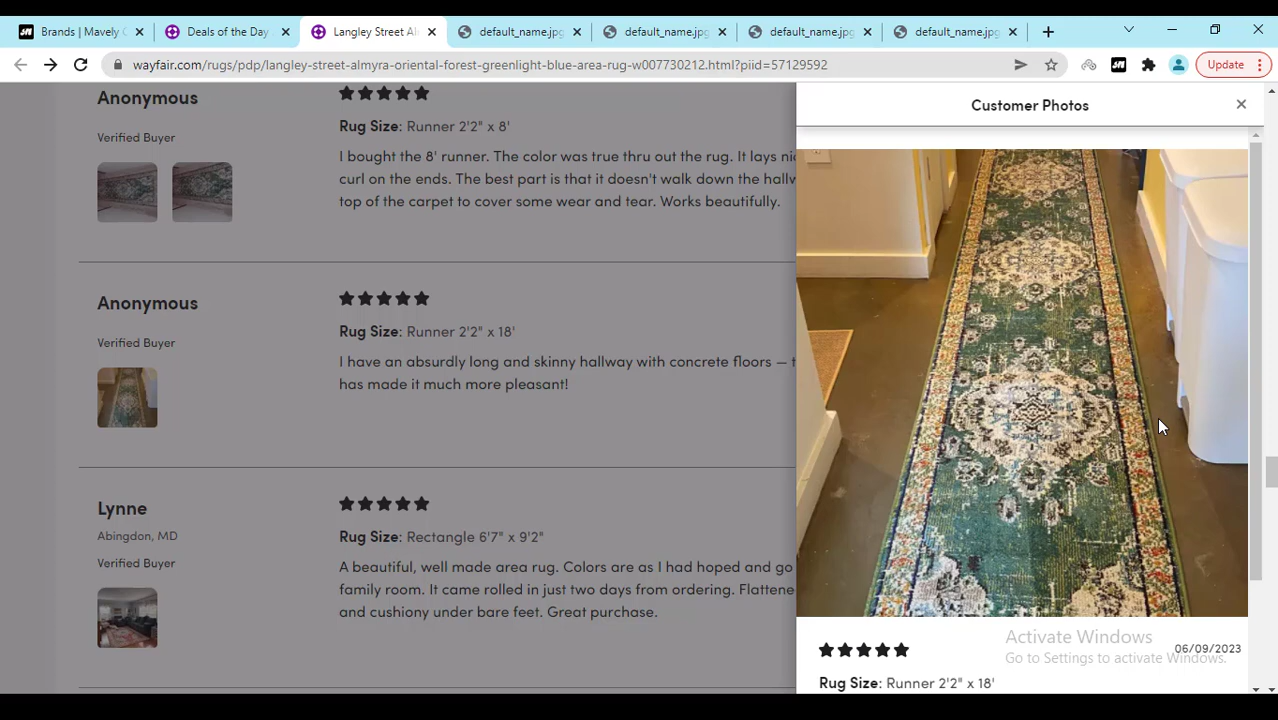 Brands | Mavely
Deals of the Day
Langley Street Al
default_name.jpg
default_name.jpg
default_name.jpg
default_name.jpg
wayfair.com/rugs/pdp/langley-street-almyra-oriental-forest-greenlight-blue-area-rug-w007730212.html?piid=57129592
Update
Anonymous
Verified Buyer
Rug Size: Runner 2'2" x 8'
I bought the 8' runner. The color was true thru out the rug. It lays
curl on the ends. The best part is that it doesn't walk down the
top of the carpet to cover some wear and tear. Works beautifully.
Anonymous
Verified Buyer
Rug Size: Runner 2'2" x 18'
I have an absurdly long and skinny hallway with concrete floors —
has made it much more pleasant!
Lynne
Abingdon, MD
Verified Buyer
Rug Size: Rectangle 6'7" x 9'2"
A beautiful, well made area rug. Colors are as I had hoped and go
family room. It came rolled in just two days from ordering.
and cushiony under bare feet. Great purchase.
Customer Photos
06/09/2023
Rug Size: Runner 2'2" x 18'
Activate Windows
Go to Settings to activate Windows.